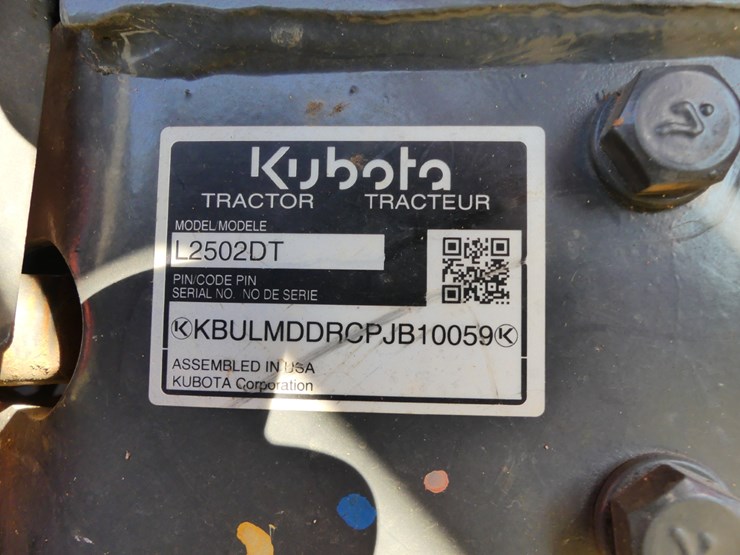 Kubota
TRACTOR TRACTEUR
MODEL/MODELE
L2502DT
PIN/CODE PIN
SERIAL NO. NO DE SERIE
KBULMDDRCPJB10059
ASSEMBLED IN USA
KUBOTA Corporation